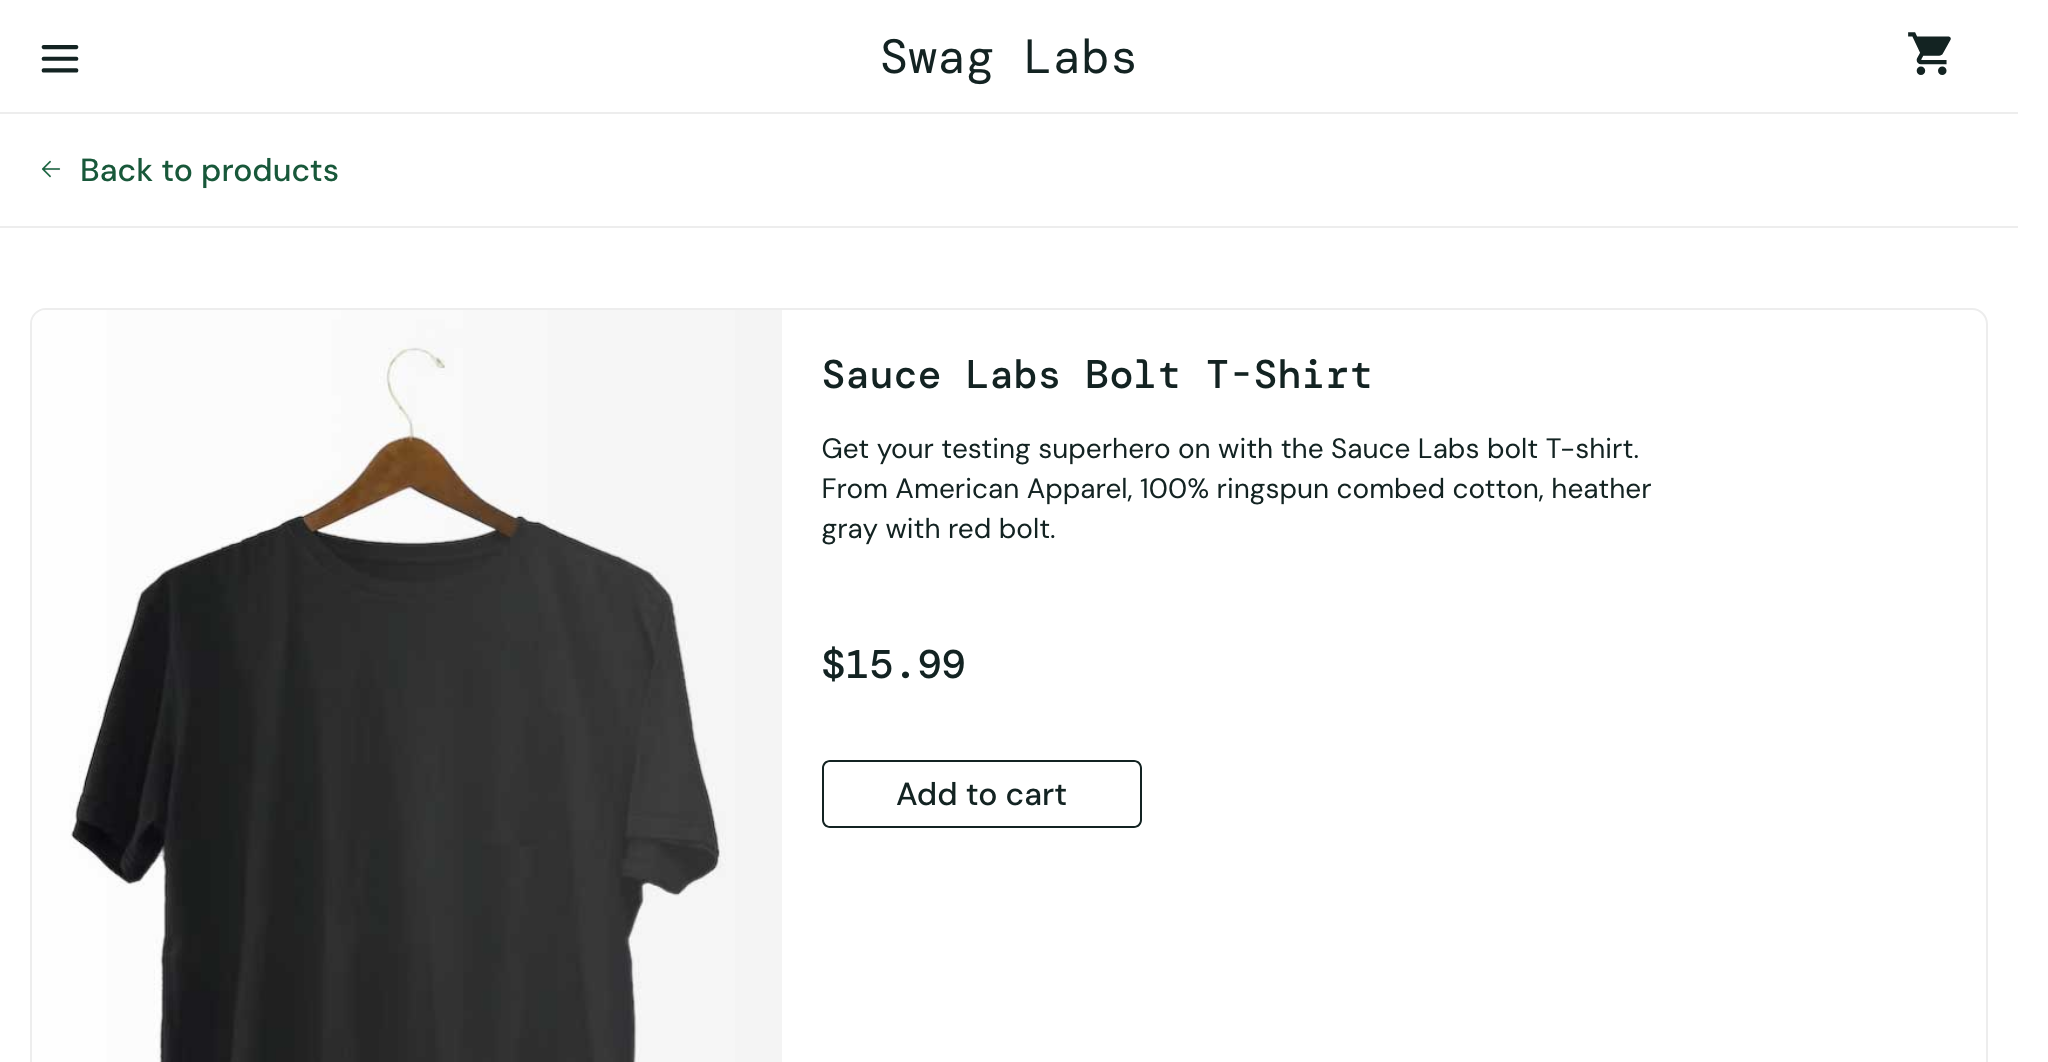 Swag Labs
Back to products
Sauce Labs Bolt T-Shirt
Get your testing superhero on with the Sauce Labs bolt T-shirt.
From American Apparel, 100% ringspun combed cotton, heather
gray with red bolt.
$15.99
Add to cart